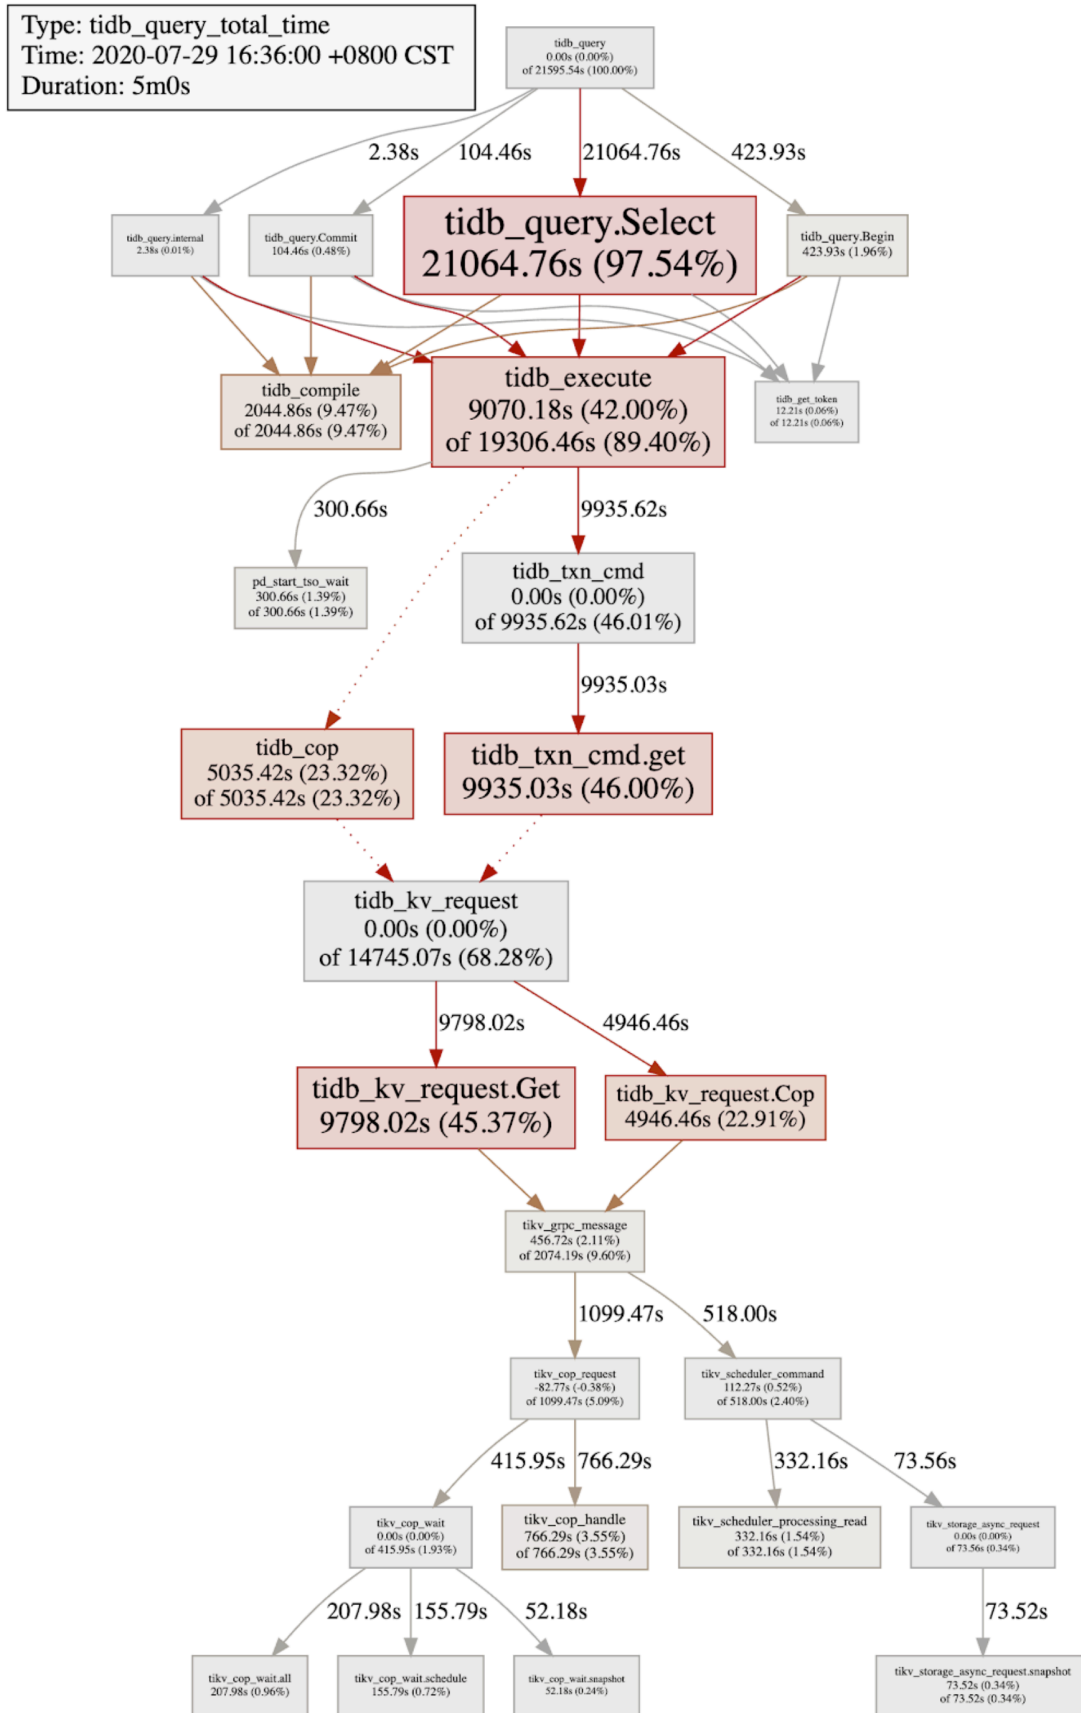 Type: tidb_query_total_time
Time: 2020-07-29 16:36:00 +0800 CST
Duration: 5m0s
tidb_query
0.00s (0.00%)
of 21595.54s (100.00%)
2.38s
104.46s
21064.76s
423.93s
tidb_query.internal
2.38s (0.01%)
tidb_query.Commit
104.46s (0.48%)
tidb_query.Select
21064.76s (97.54%)
tidb_query.Begin
423.93s (1.96%)
tidb_compile
2044.86s (9.47%)
of 2044.86s (9.47%)
tidb_execute
9070.18s (42.00%)
of 19306.46s (89.40%)
tidb_get_token
12.21s (0.06%)
of 12.21s (0.06%)
300.66s
9935.62s
pd_start_tso_wait
300.66s (1.39%)
of 300.66s (1.39%)
tidb_txn_cmd
0.00s (0.00%)
of 9935.62s (46.01%)
9935.03s
tidb_cop
5035.42s (23.32%)
of 5035.42s (23.32%)
tidb_txn_cmd.get
9935.03s (46.00%)
tidb_kv_request
0.00s (0.00%)
of 14745.07s (68.28%)
9798.02s
4946.46s
tidb_kv_request.Get
9798.02s (45.37%)
tidb_kv_request.Cop
4946.46s (22.91%)
tikv_grpc_message
456.72s (2.11%)
of 2074.19s (9.60%)
1099.47s
518.00s
tikv_cop_request
-82.77s (-0.38%)
of 1099.47s (5.09%)
tikv_scheduler_command
112.27s (0.52%)
of 518.00s (2.40%)
415.95s
766.29s
332.16s
73.56s
tikv_cop_wait
0.00s (0.00%)
of 415.95s (1.93%)
tikv_cop_handle
766.29s (3.55%)
of 766.29s (3.55%)
tikv_scheduler_processing_read
332.16s (1.54%)
of 332.16s (1.54%)
tikv_storage_async_request
0.00s (0.00%)
of 73.56s (0.34%)
207.98s
155.79s
52.18s
73.52s
tikv_cop_wait.all
207.98s (0.96%)
tikv_cop_wait.schedule
155.79s (0.72%)
tikv_cop_wait.snapshot
52.18s (0.24%)
tikv_storage_async_request.snapshot
73.52s (0.34%)
of 73.52s (0.34%)